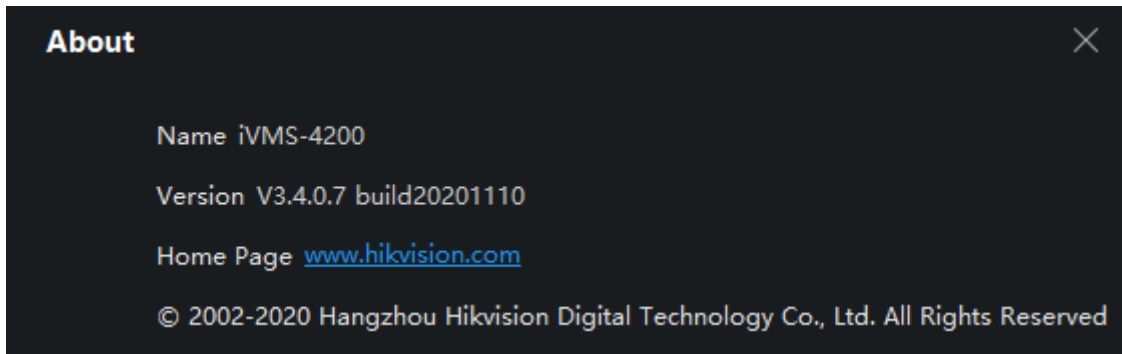 About
Name iVMS-4200
Version V3.4.0.7 build20201110
Home Page www.hikvision.com
© 2002-2020 Hangzhou Hikvision Digital Technology Co., Ltd. All Rights Reserved